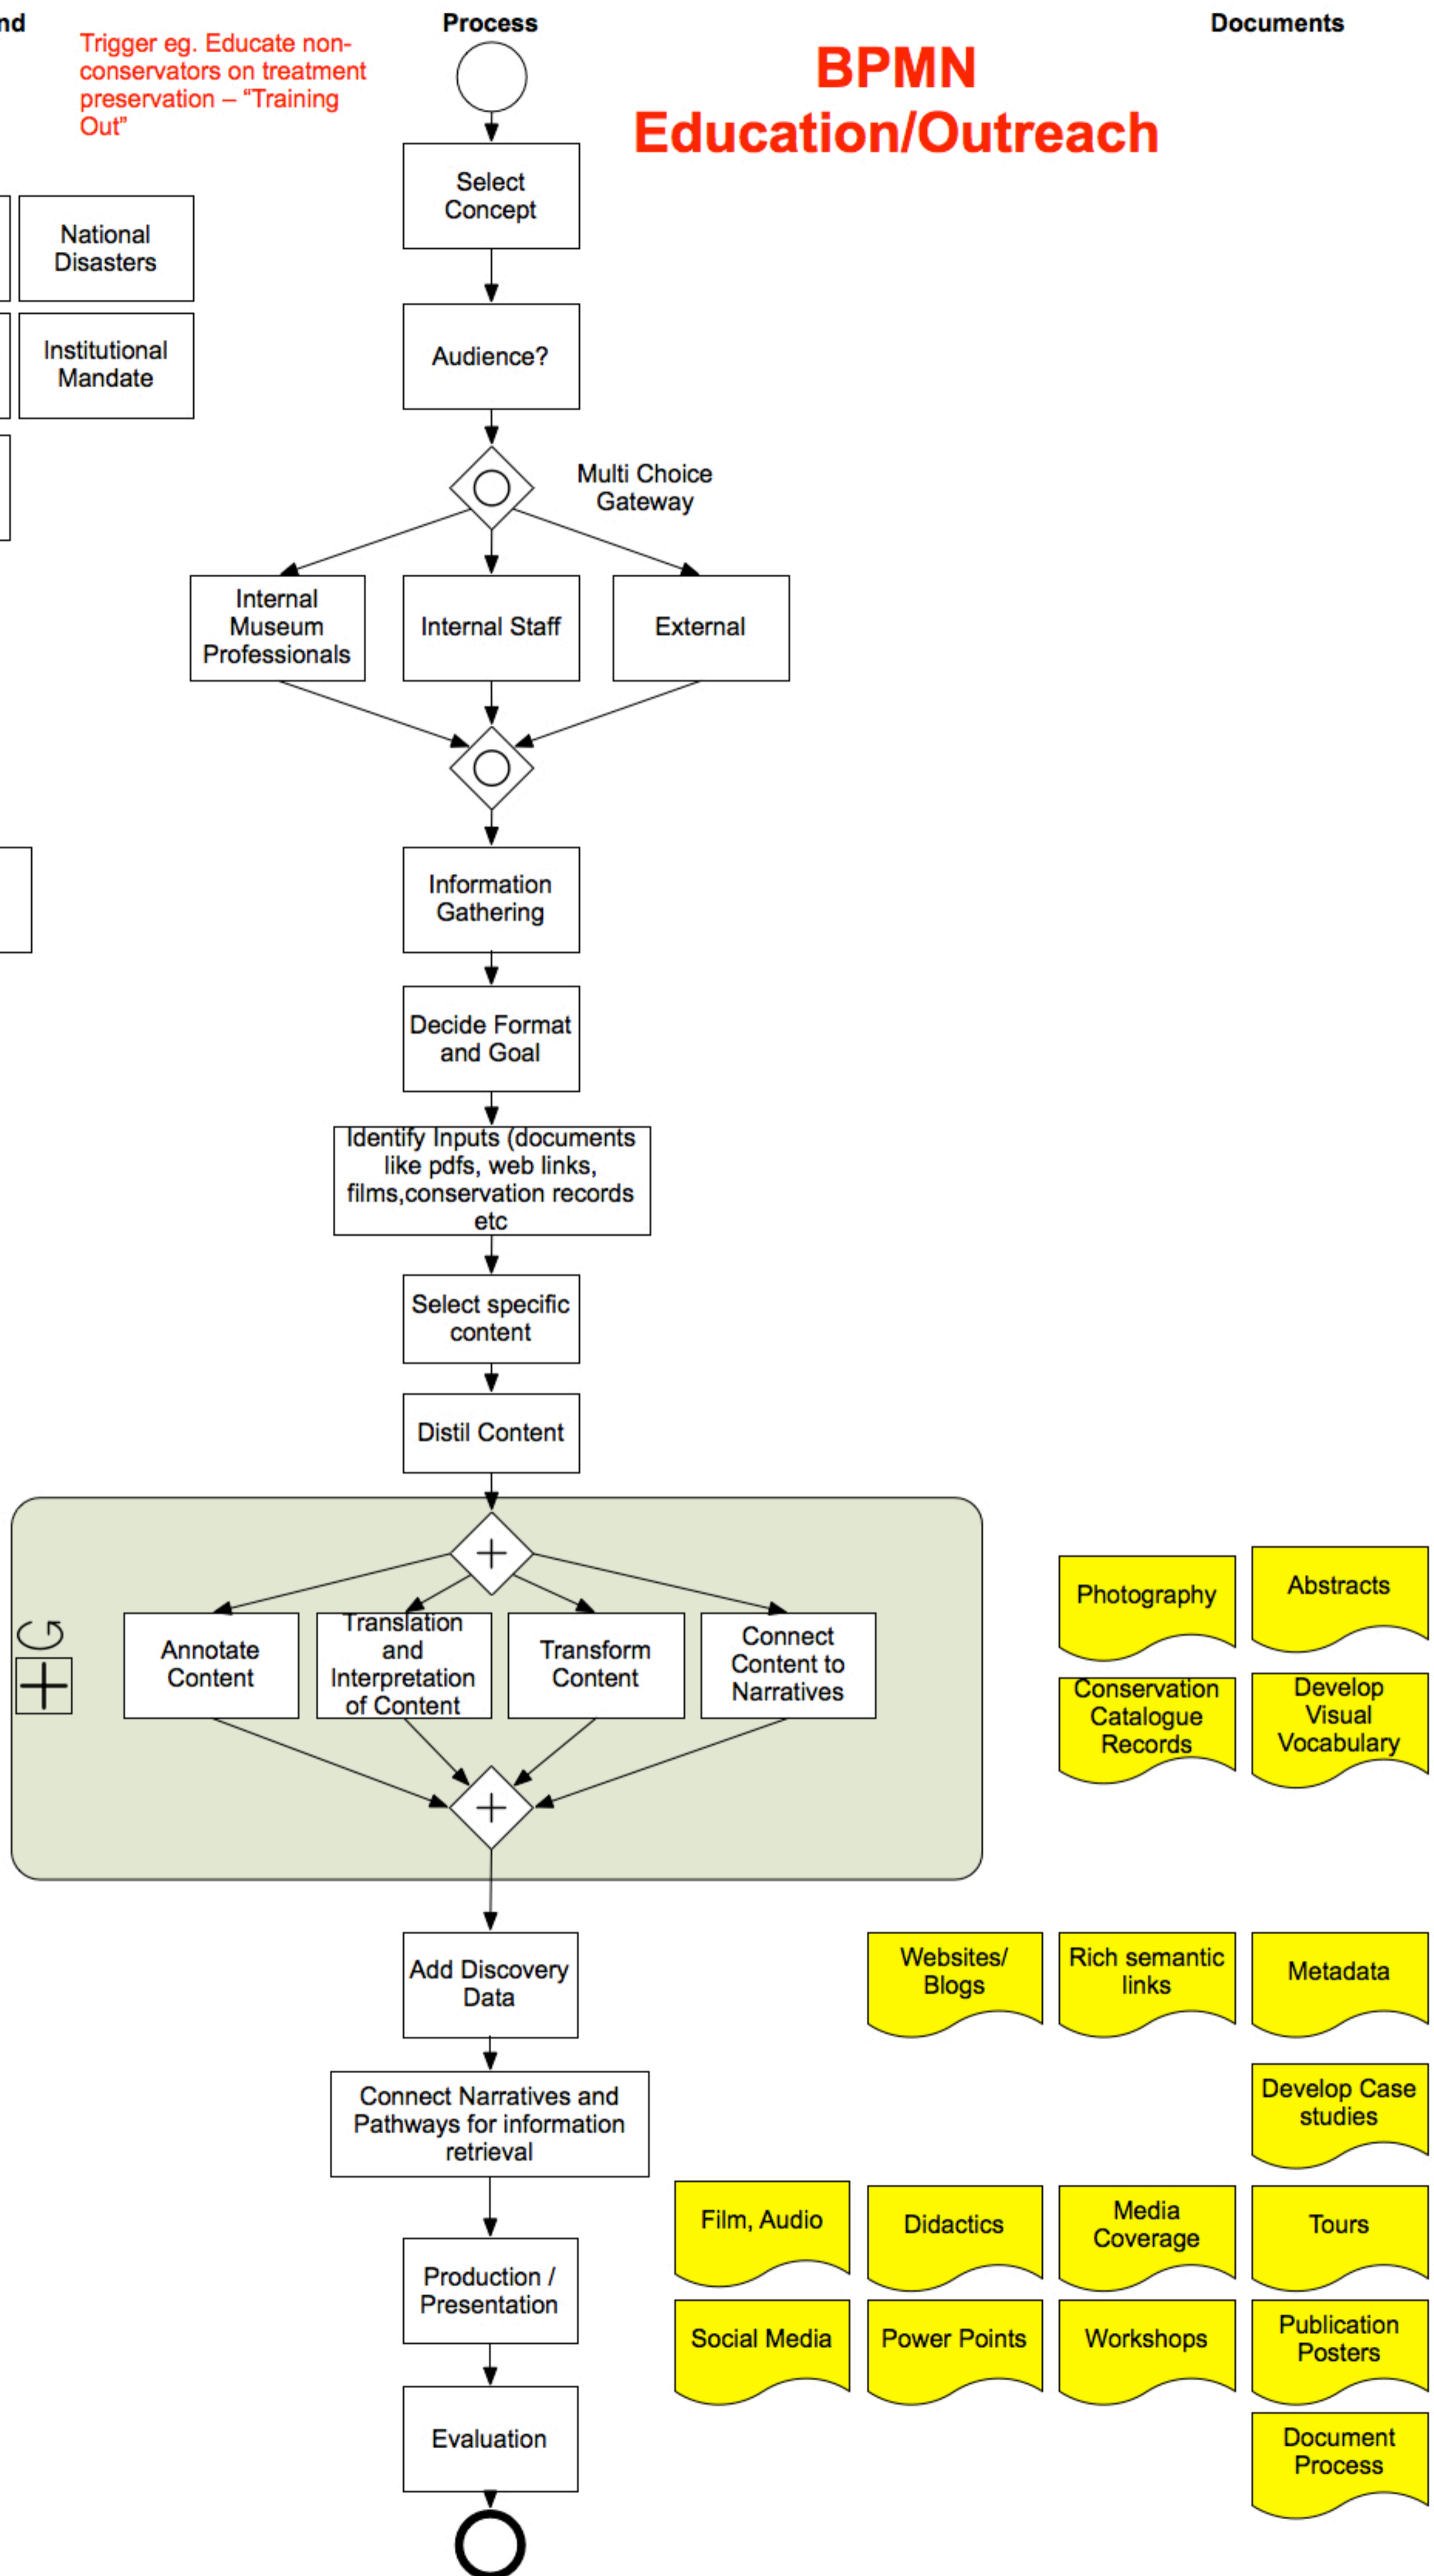 nd
Process
Documents
Trigger eg. Educate non-
conservators on treatment
preservation – “Training
Out”
BPMN
Education/Outreach
Select
Concept
National
Disasters
Institutional
Mandate
Audience?
Multi Choice
Gateway
Internal
Museum
Professionals
Internal Staff
External
Information
Gathering
Decide Format
and Goal
Identify Inputs (documents
like pdfs, web links,
films,conservation records
etc
Select specific
content
Distil Content
Annotate
Content
Translation
and
Interpretation
of Content
Transform
Content
Connect
Content to
Narratives
Photography
Abstracts
Conservation
Catalogue
Records
Develop
Visual
Vocabulary
Add Discovery
Data
Websites/
Blogs
Rich semantic
links
Metadata
Connect Narratives and
Pathways for information
retrieval
Develop Case
studies
Film, Audio
Didactics
Media
Coverage
Tours
Production /
Presentation
Social Media
Power Points
Workshops
Publication
Posters
Evaluation
Document
Process